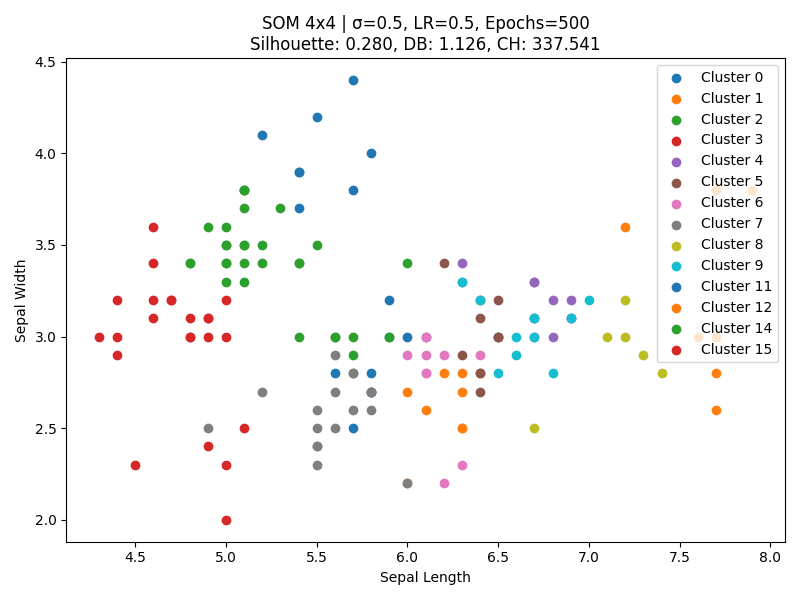 SOM 4x4 | σ=0.5, LR=0.5, Epochs=500
Silhouette: 0.280, DB: 1.126, CH: 337.541
4.5
4.0
3.5
3.0
2.5
2.0
Sepal Width
Cluster 0
Cluster 1
Cluster 2
Cluster 3
Cluster 4
Cluster 5
Cluster 6
Cluster 7
Cluster 8
Cluster 9
Cluster 11
Cluster 12
Cluster 14
Cluster 15
4.5
5.0
5.5
6.0
6.5
7.0
7.5
8.0
Sepal Length